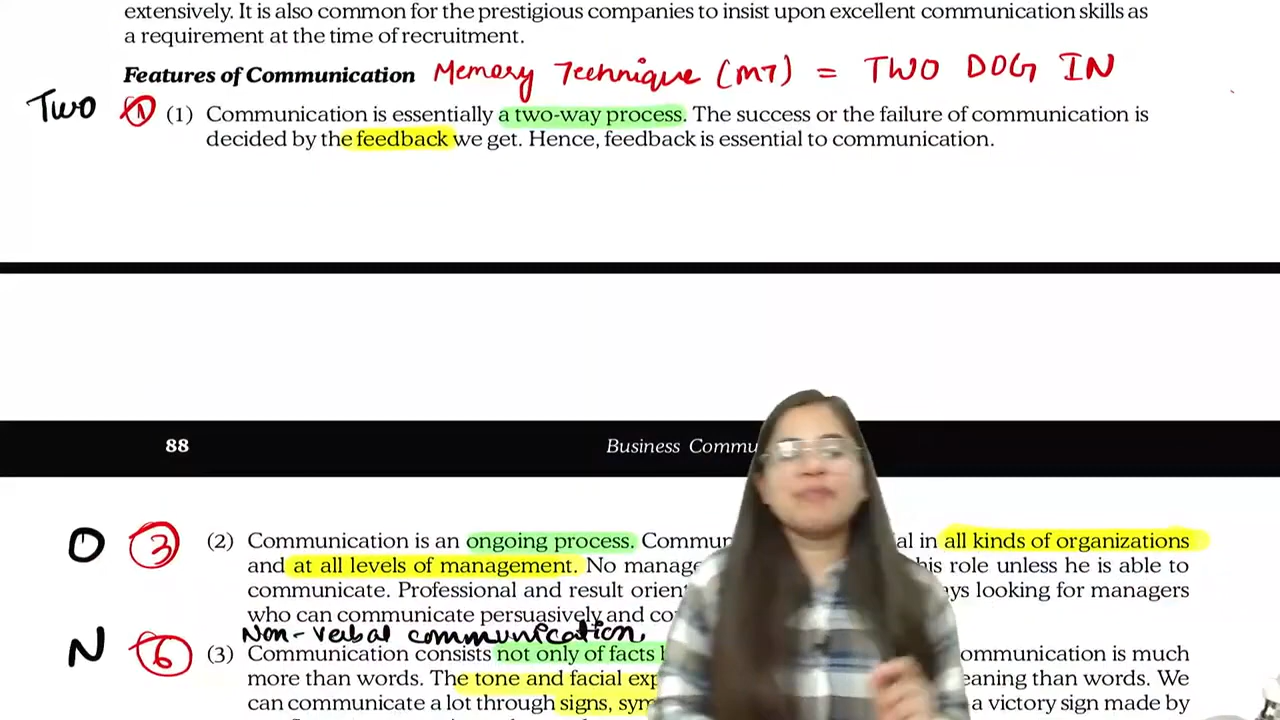 extensively. It is also common for the prestigious companies to insist upon excellent communication skills as
a requirement at the time of recruitment.
Features of Communication Memory Technique (MT) = TWO DOG IN
TWO 1 (1) Communication is essentially a two-way process. The success or the failure of communication is
decided by the feedback we get. Hence, feedback is essential to communication.
88 Business Commu
O 3 (2) Communication is an ongoing process. Commun al in all kinds of organizations
and at all levels of management. No manage his role unless he is able to
communicate. Professional and result orient ys looking for managers
who can communicate persuasively and co
Non-verbal communication
N 6 (3) Communication consists not only of facts ommunication is much
more than words. The tone and facial exp eaning than words. We
can communicate a lot through signs, sym a victory sign made by